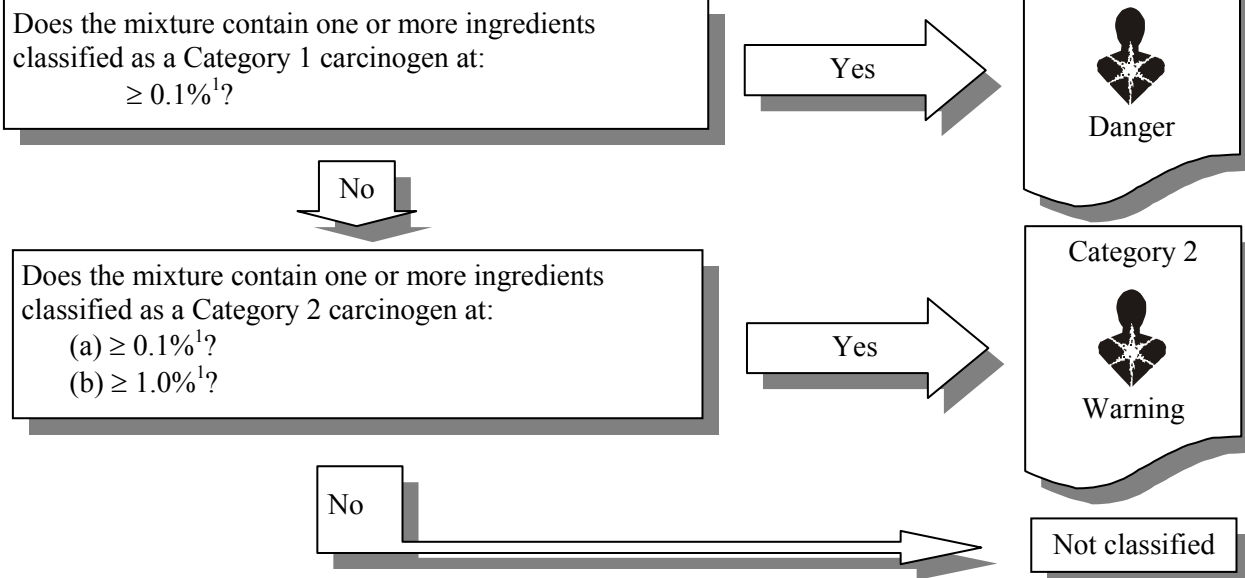 Does the mixture contain one or more ingredients
classified as a Category 1 carcinogen at:
≥ 0.1%¹?
Yes
Danger
No
Does the mixture contain one or more ingredients
classified as a Category 2 carcinogen at:
(a) ≥ 0.1%¹?
(b) ≥ 1.0%¹?
Yes
Category 2
Warning
No
Not classified